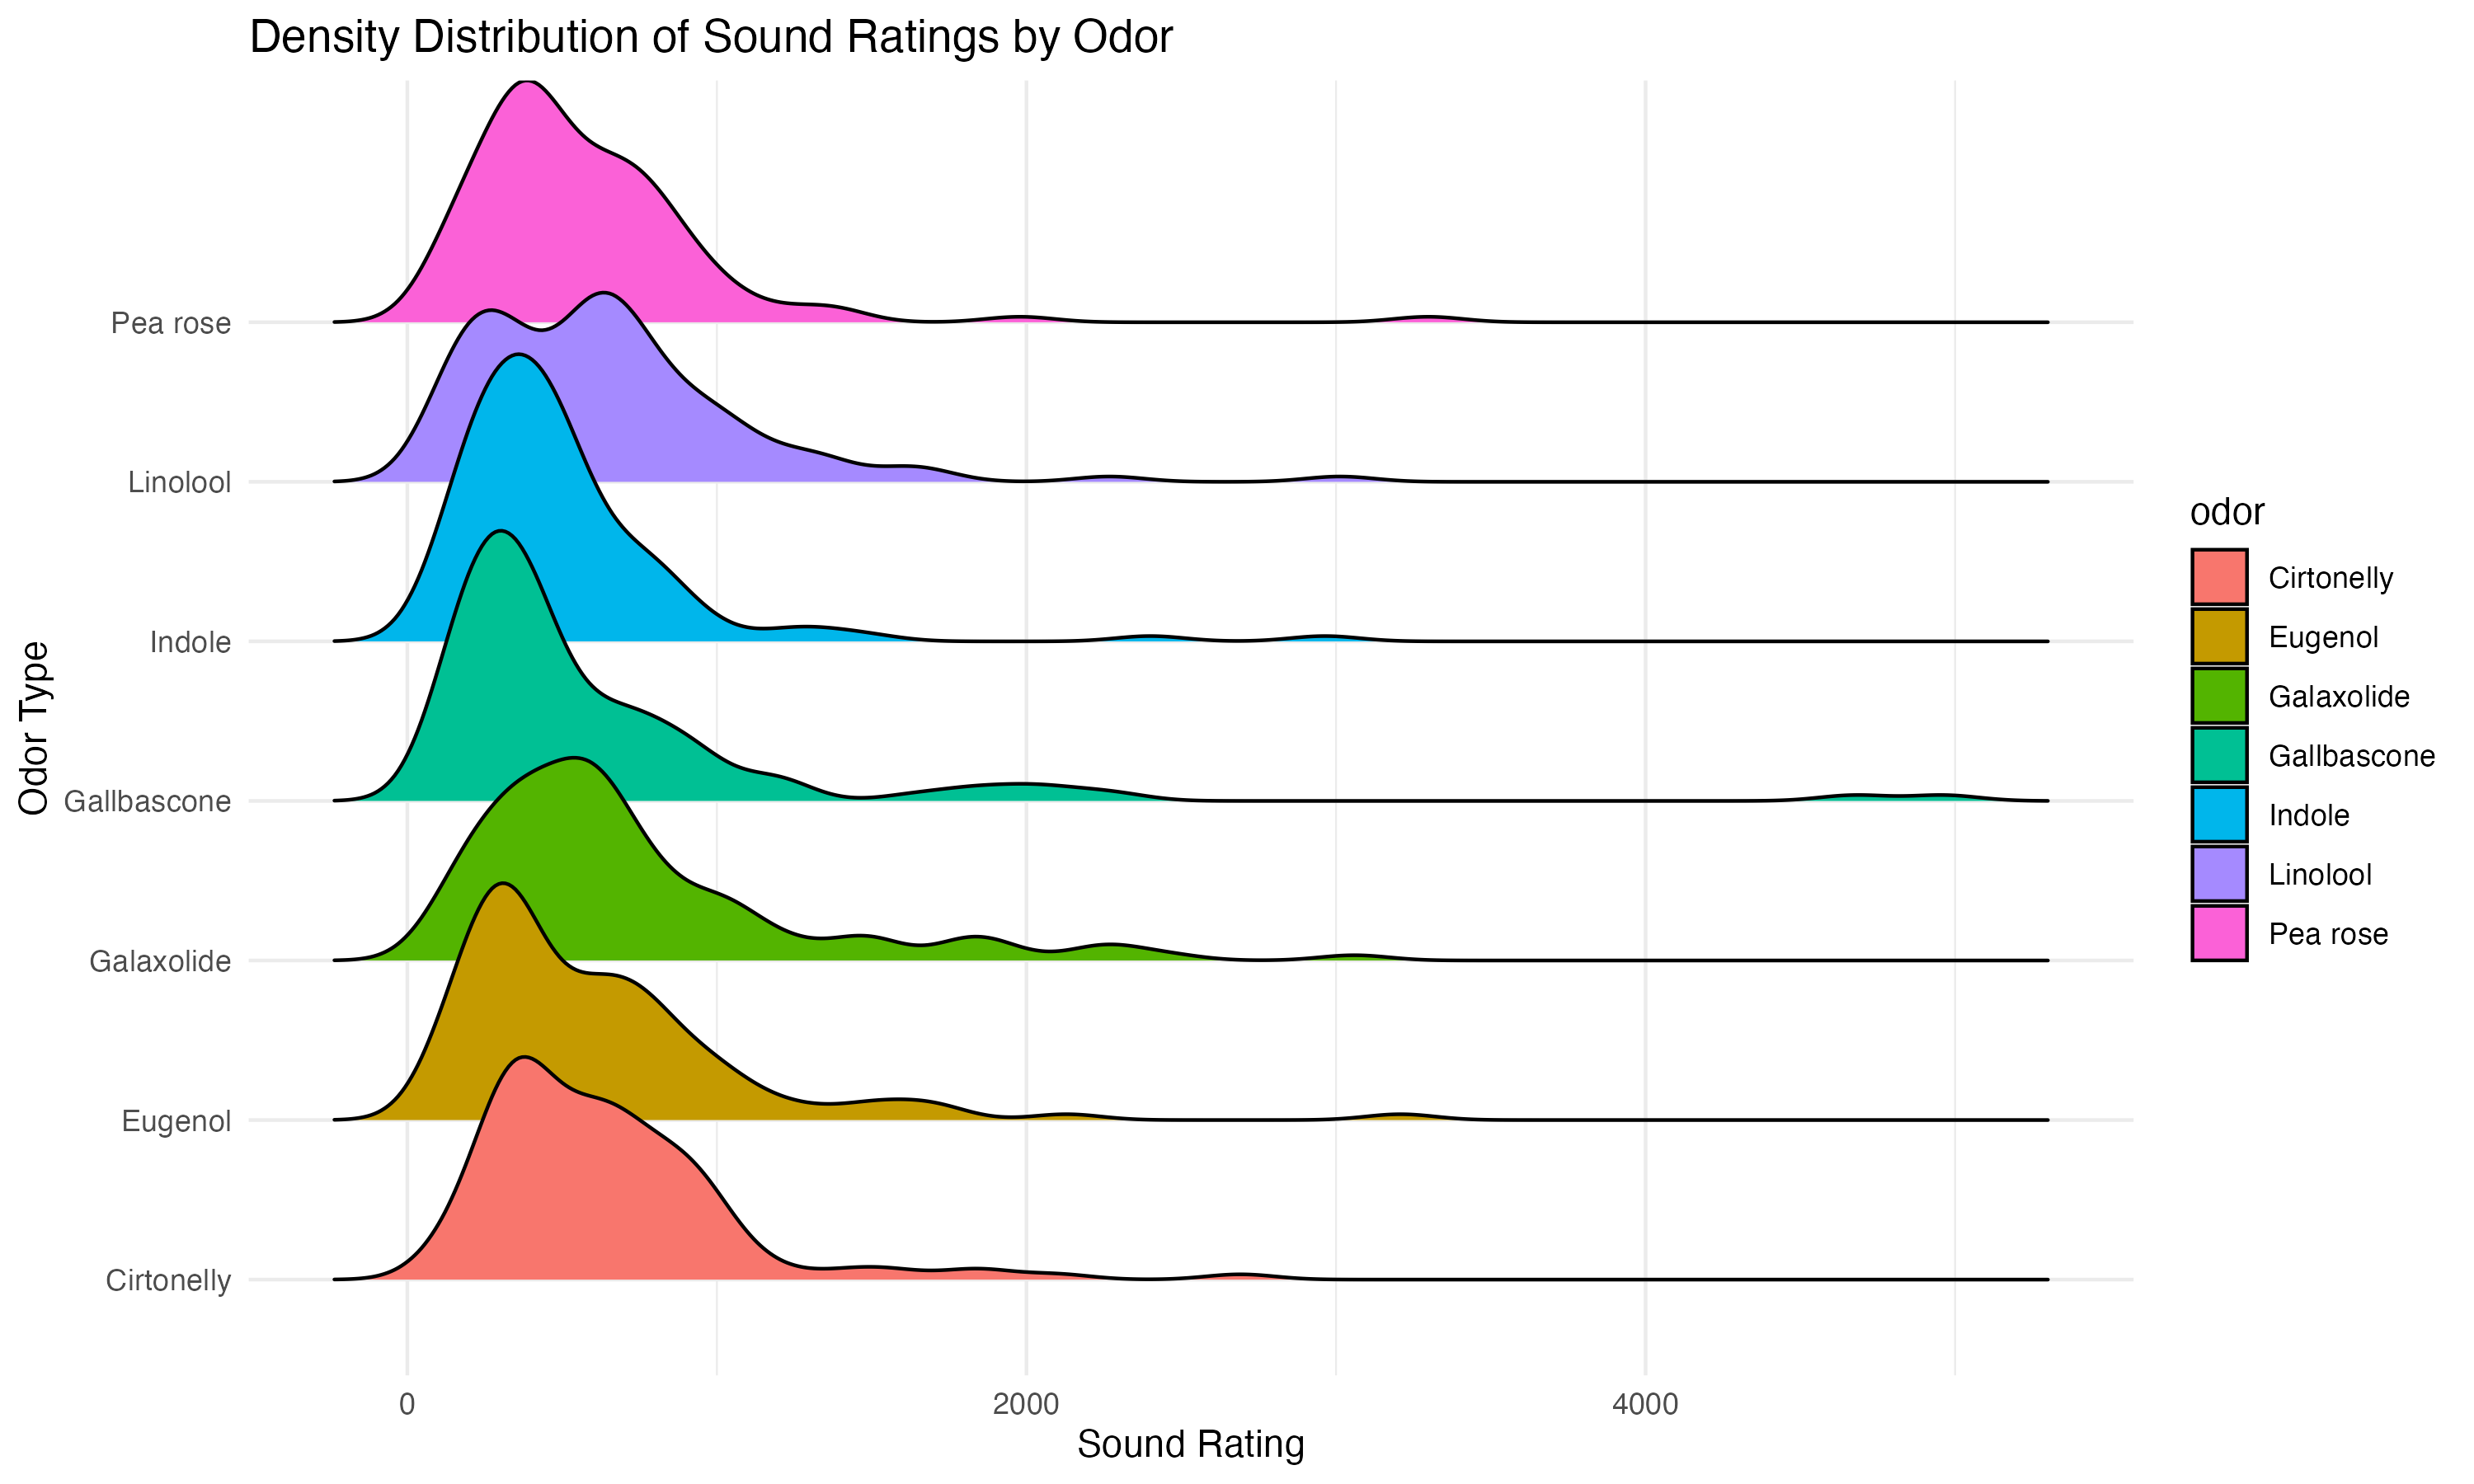 Density Distribution of Sound Ratings by Odor
Odor Type
Pea rose
Linolool
Indole
Gallbascone
Galaxolide
Eugenol
Cirtonelly
0 2000 4000
Sound Rating
odor
Cirtonelly
Eugenol
Galaxolide
Gallbascone
Indole
Linolool
Pea rose